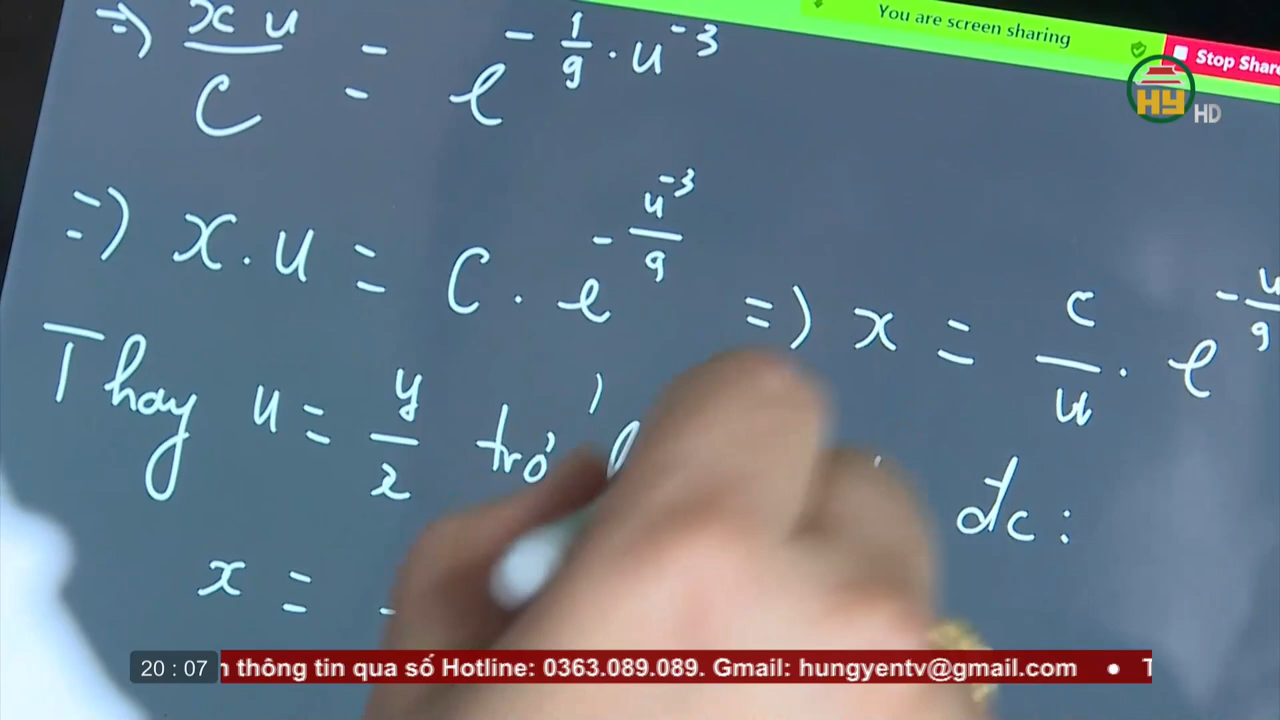 You are screen sharing
Stop Share
HY HD
=> xu/C = e^(-1/9 · u^-3)
=> x . u = C . e^(-u^-3/9) => x = c/u . e^(-u/9
Thay u = y/x trở đc :
x =
20 : 07
thông tin qua số Hotline: 0363.089.089. Gmail: hungyentv@gmail.com •